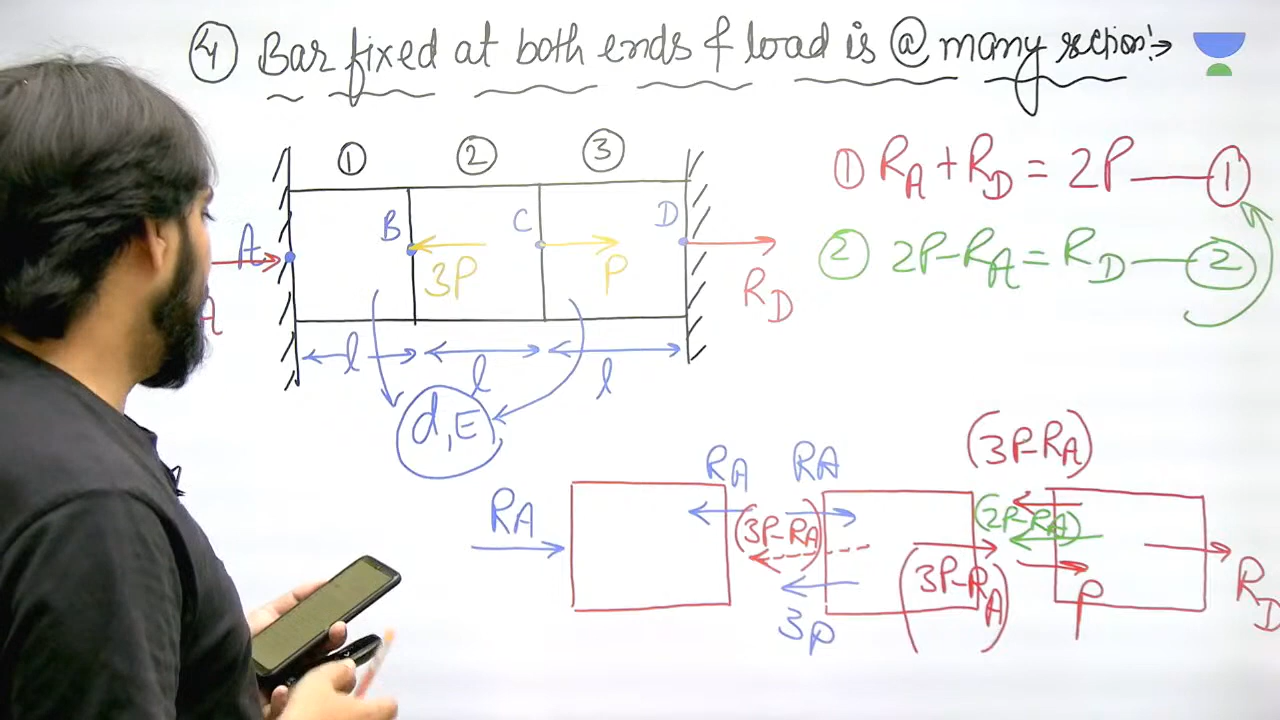 ④ Bar fixed at both ends & load is @ many section:→
① ② ③
A B C D
3P P
R_D
A
l l l
d, E
① R_A + R_D = 2P — ①
② 2P - R_A = R_D — ②
R_A R_A R_A
(3P-R_A)
3P
(3P-R_A)
(3P-R_A)
(2P-R_A)
P
R_D